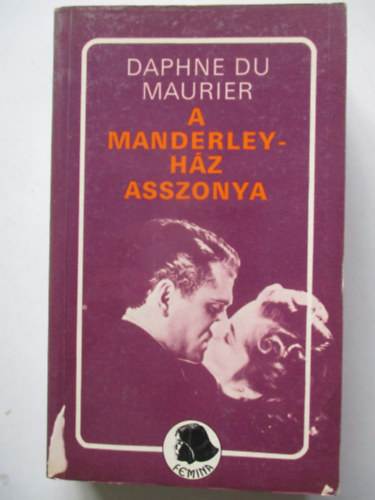 DAPHNE DU
MAURIER
A
MANDERLEY-
HÁZ
ASSZONYA
FEMINA